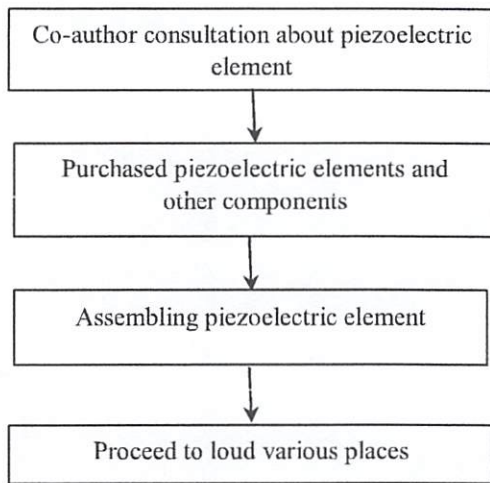 Co-author consultation about piezoelectric
element
Purchased piezoelectric elements and
other components
Assembling piezoelectric element
Proceed to loud various places